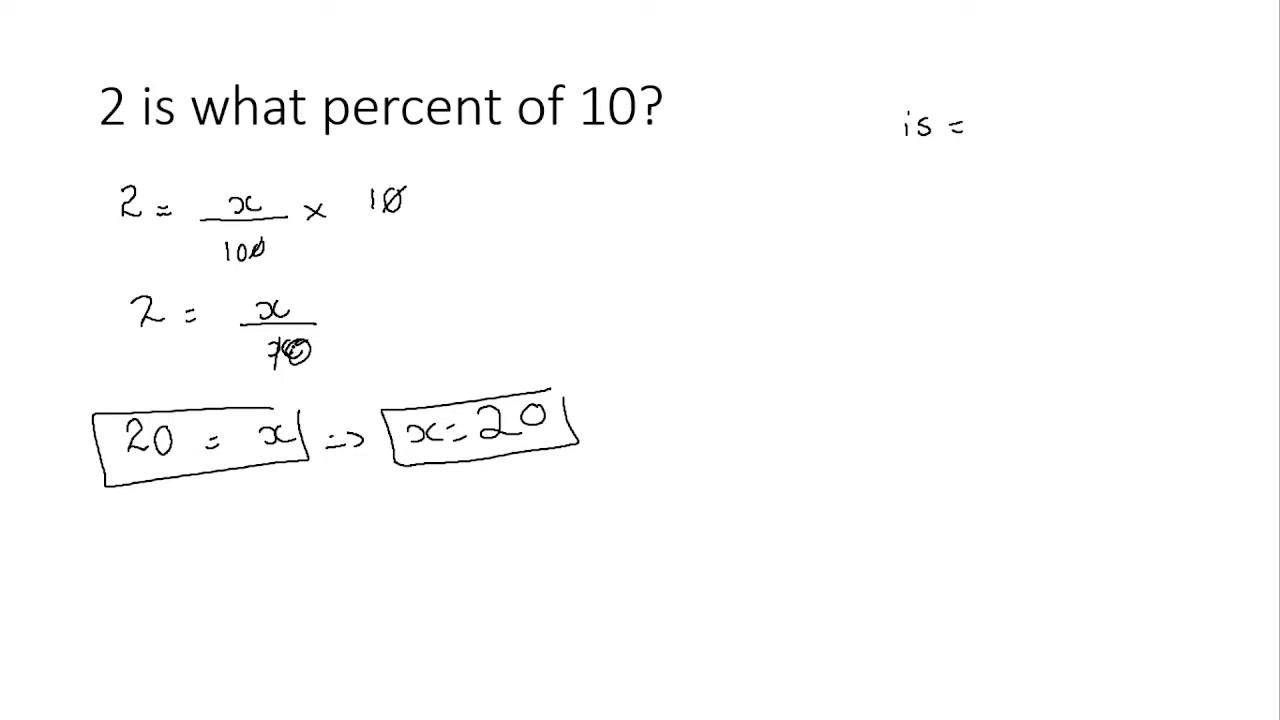 2 is what percent of 10?
is =
2 = x/100 × 10
2 = x/10
20 = x => x = 20